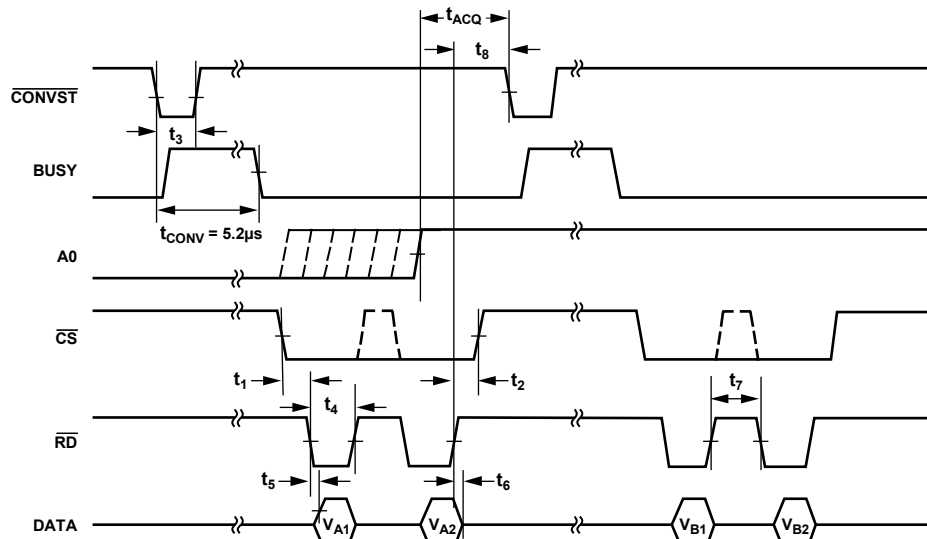 tACQ
t8
CONVST
t3
BUSY
tCONV = 5.2µs
A0
CS
t1
t4
t2
t7
RD
t5
t6
DATA
VA1
VA2
VB1
VB2